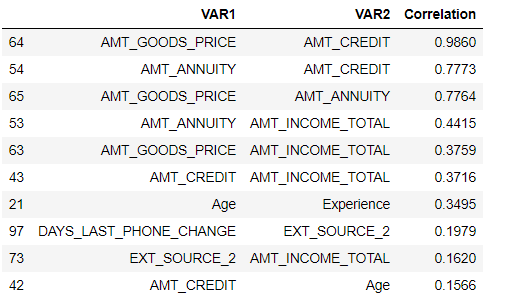 VAR1 VAR2 Correlation
64 AMT_GOODS_PRICE AMT_CREDIT 0.9860
54 AMT_ANNUITY AMT_CREDIT 0.7773
65 AMT_GOODS_PRICE AMT_ANNUITY 0.7764
53 AMT_ANNUITY AMT_INCOME_TOTAL 0.4415
63 AMT_GOODS_PRICE AMT_INCOME_TOTAL 0.3759
43 AMT_CREDIT AMT_INCOME_TOTAL 0.3716
21 Age Experience 0.3495
97 DAYS_LAST_PHONE_CHANGE EXT_SOURCE_2 0.1979
73 EXT_SOURCE_2 AMT_INCOME_TOTAL 0.1620
42 AMT_CREDIT Age 0.1566